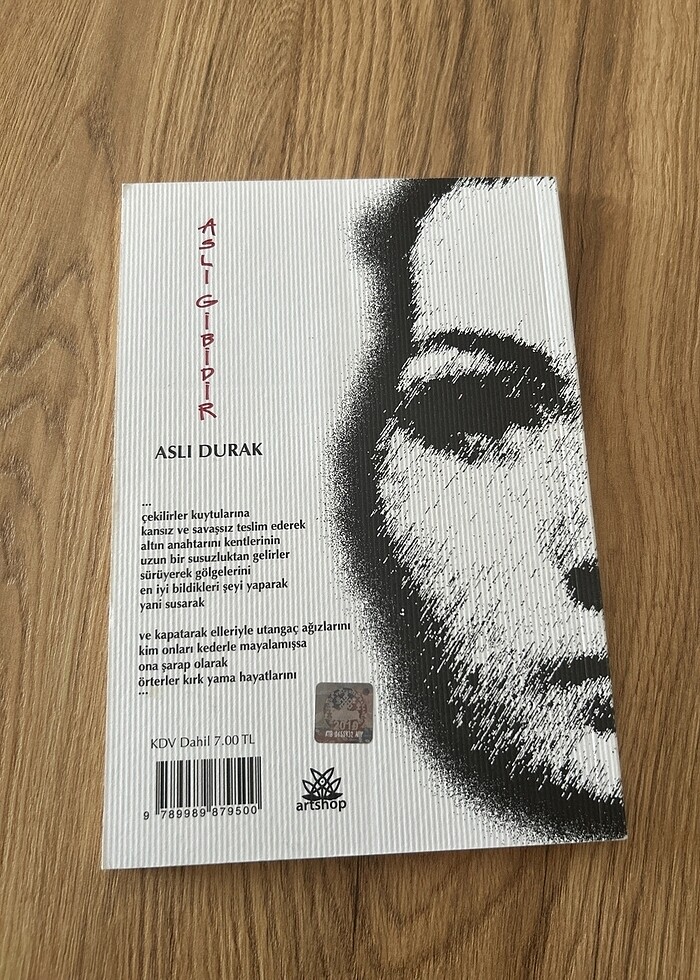 ASLI GİBİDİR
ASLI DURAK
...
çekilirler kuytularına
kansız ve savaşsız teslim ederek
altın anahtarını kentlerinin
uzun bir susuzluktan gelirler
sürüyerek gölgelerini
en iyi bildikleri şeyi yaparak
yani susarak
ve kapatarak elleriyle utangaç ağızlarını
kim onları kederle mayalamışsa
ona şarap olarak
örterler kırk yama hayatlarını
...
2010
KDV Dahil 7.00 TL
9 789989 879500
artshop